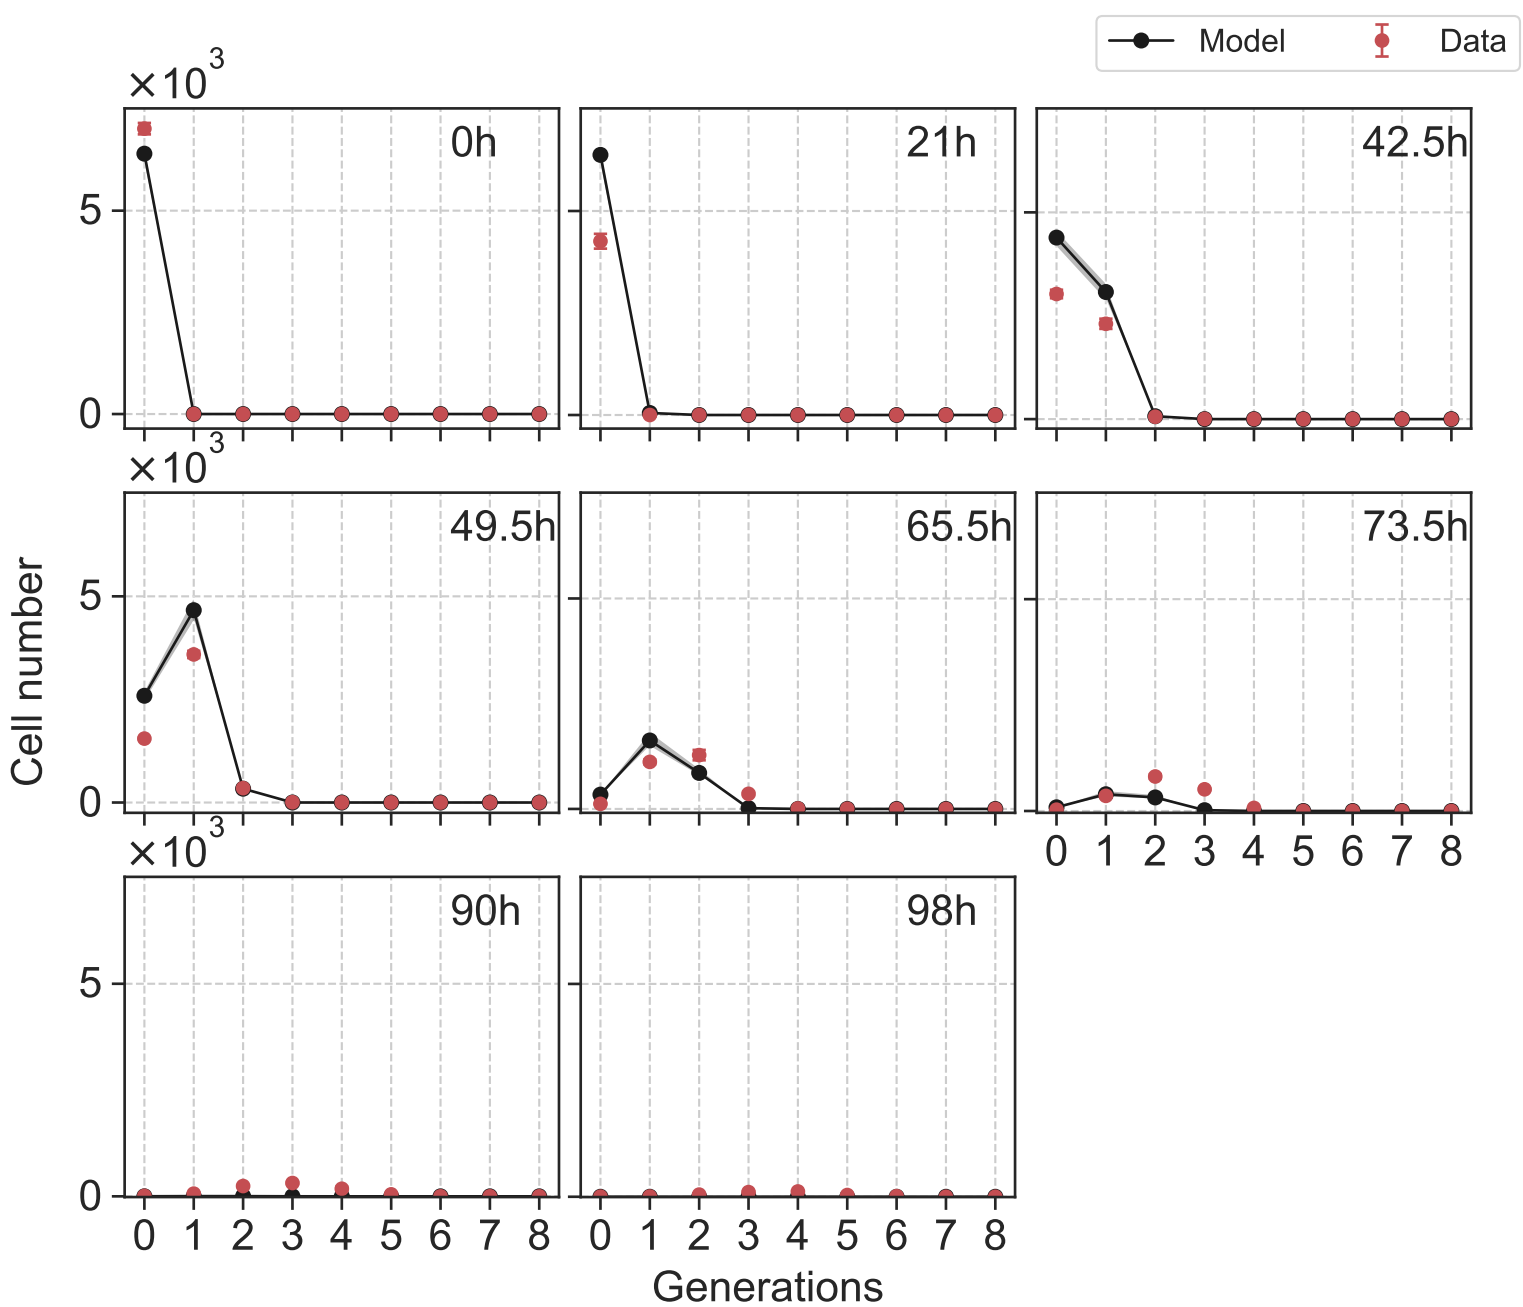 Model Data
×10³
0h 21h 42.5h
5
0
×10³
49.5h 65.5h 73.5h
5
0
0 1 2 3 4 5 6 7 8
×10³
90h 98h
5
0
0 1 2 3 4 5 6 7 8 0 1 2 3 4 5 6 7 8
Cell number
Generations